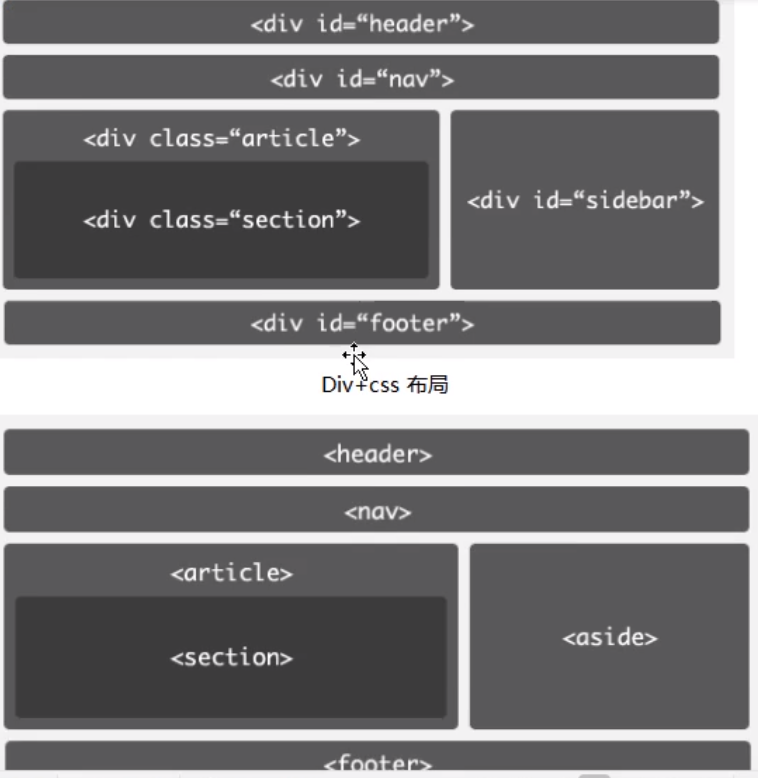 <div id=“header”>
<div id=“nav”>
<div class=“article”>
<div class=“section”>
<div id=“sidebar”>
<div id=“footer”>
Div+css 布局
<header>
<nav>
<article>
<section>
<aside>
<footer>